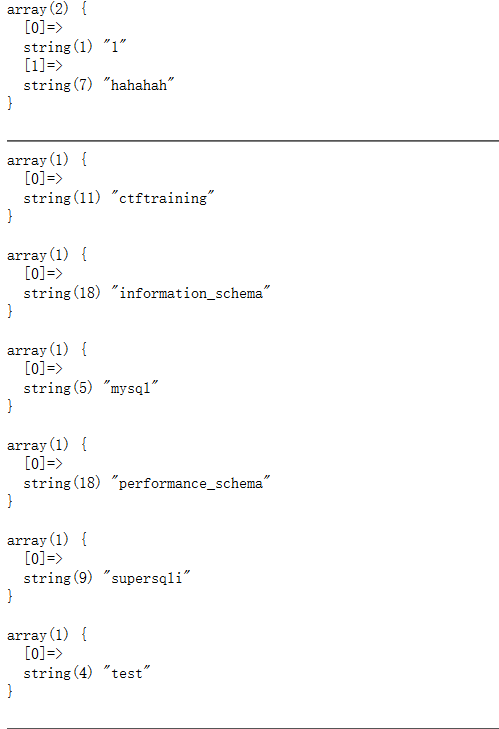 array(2) {
  [0]=>
  string(1) "1"
  [1]=>
  string(7) "hahahah"
}
array(1) {
  [0]=>
  string(11) "ctftraining"
}
array(1) {
  [0]=>
  string(18) "information_schema"
}
array(1) {
  [0]=>
  string(5) "mysql"
}
array(1) {
  [0]=>
  string(18) "performance_schema"
}
array(1) {
  [0]=>
  string(9) "supersqli"
}
array(1) {
  [0]=>
  string(4) "test"
}